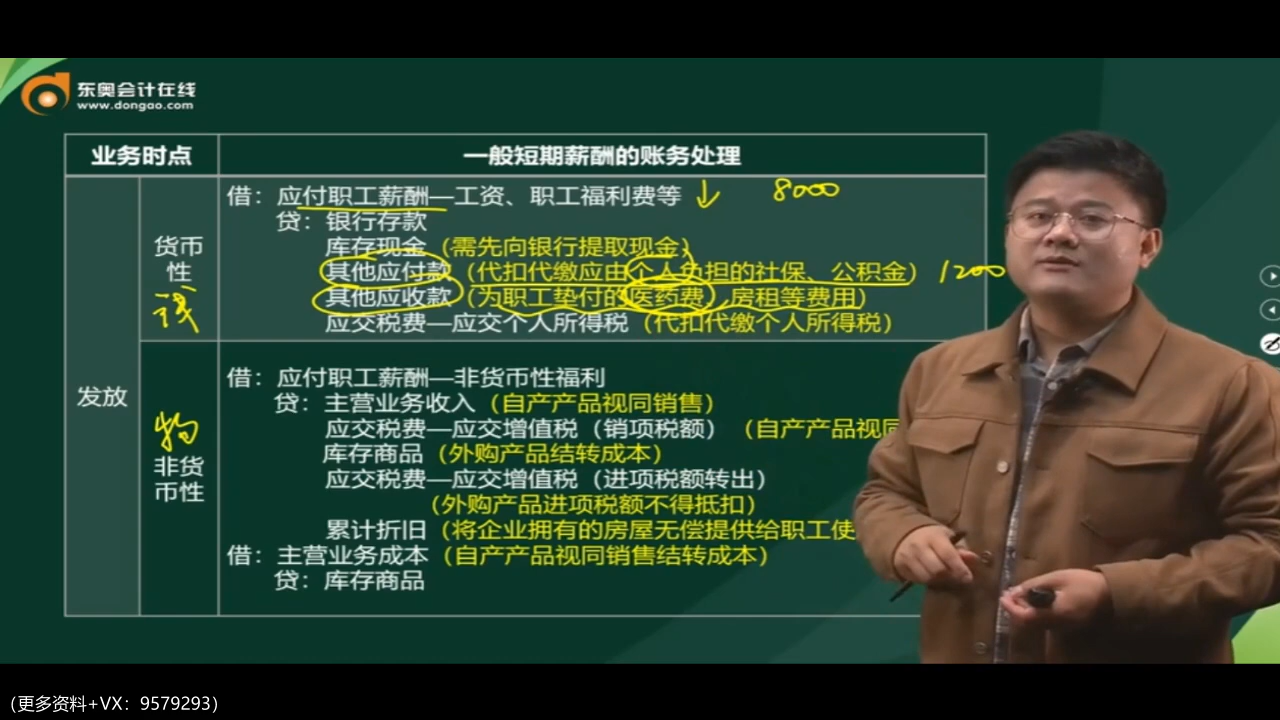 东奥会计在线
www.dongao.com
业务时点
一般短期薪酬的账务处理
发放
货币
性
钱
借：应付职工薪酬—工资、职工福利费等 ↓ 8000
贷：银行存款
库存现金（需先向银行提取现金）
其他应付款（代扣代缴应由个人负担的社保、公积金）1200
其他应收款（为职工垫付的医药费、房租等费用）
应交税费—应交个人所得税（代扣代缴个人所得税）
物
非货
币性
借：应付职工薪酬—非货币性福利
贷：主营业务收入（自产产品视同销售）
应交税费—应交增值税（销项税额）（自产产品视同
库存商品（外购产品结转成本）
应交税费—应交增值税（进项税额转出）
（外购产品进项税额不得抵扣）
累计折旧（将企业拥有的房屋无偿提供给职工使
借：主营业务成本（自产产品视同销售结转成本）
贷：库存商品
(更多资料+VX：9579293)